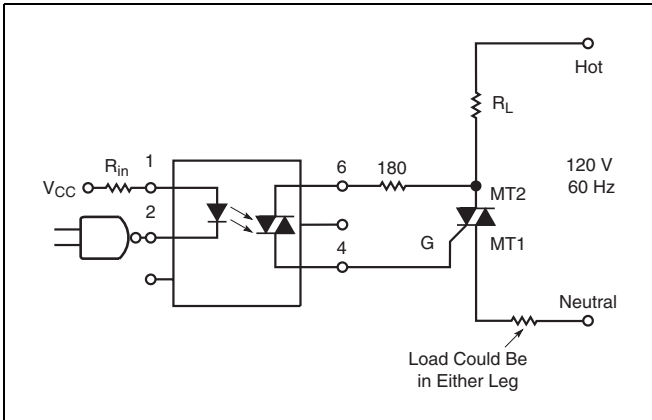 Hot
R_L
R_in
1
6
180
120 V
60 Hz
V_CC
MT2
2
4
G
MT1
Neutral
Load Could Be
in Either Leg